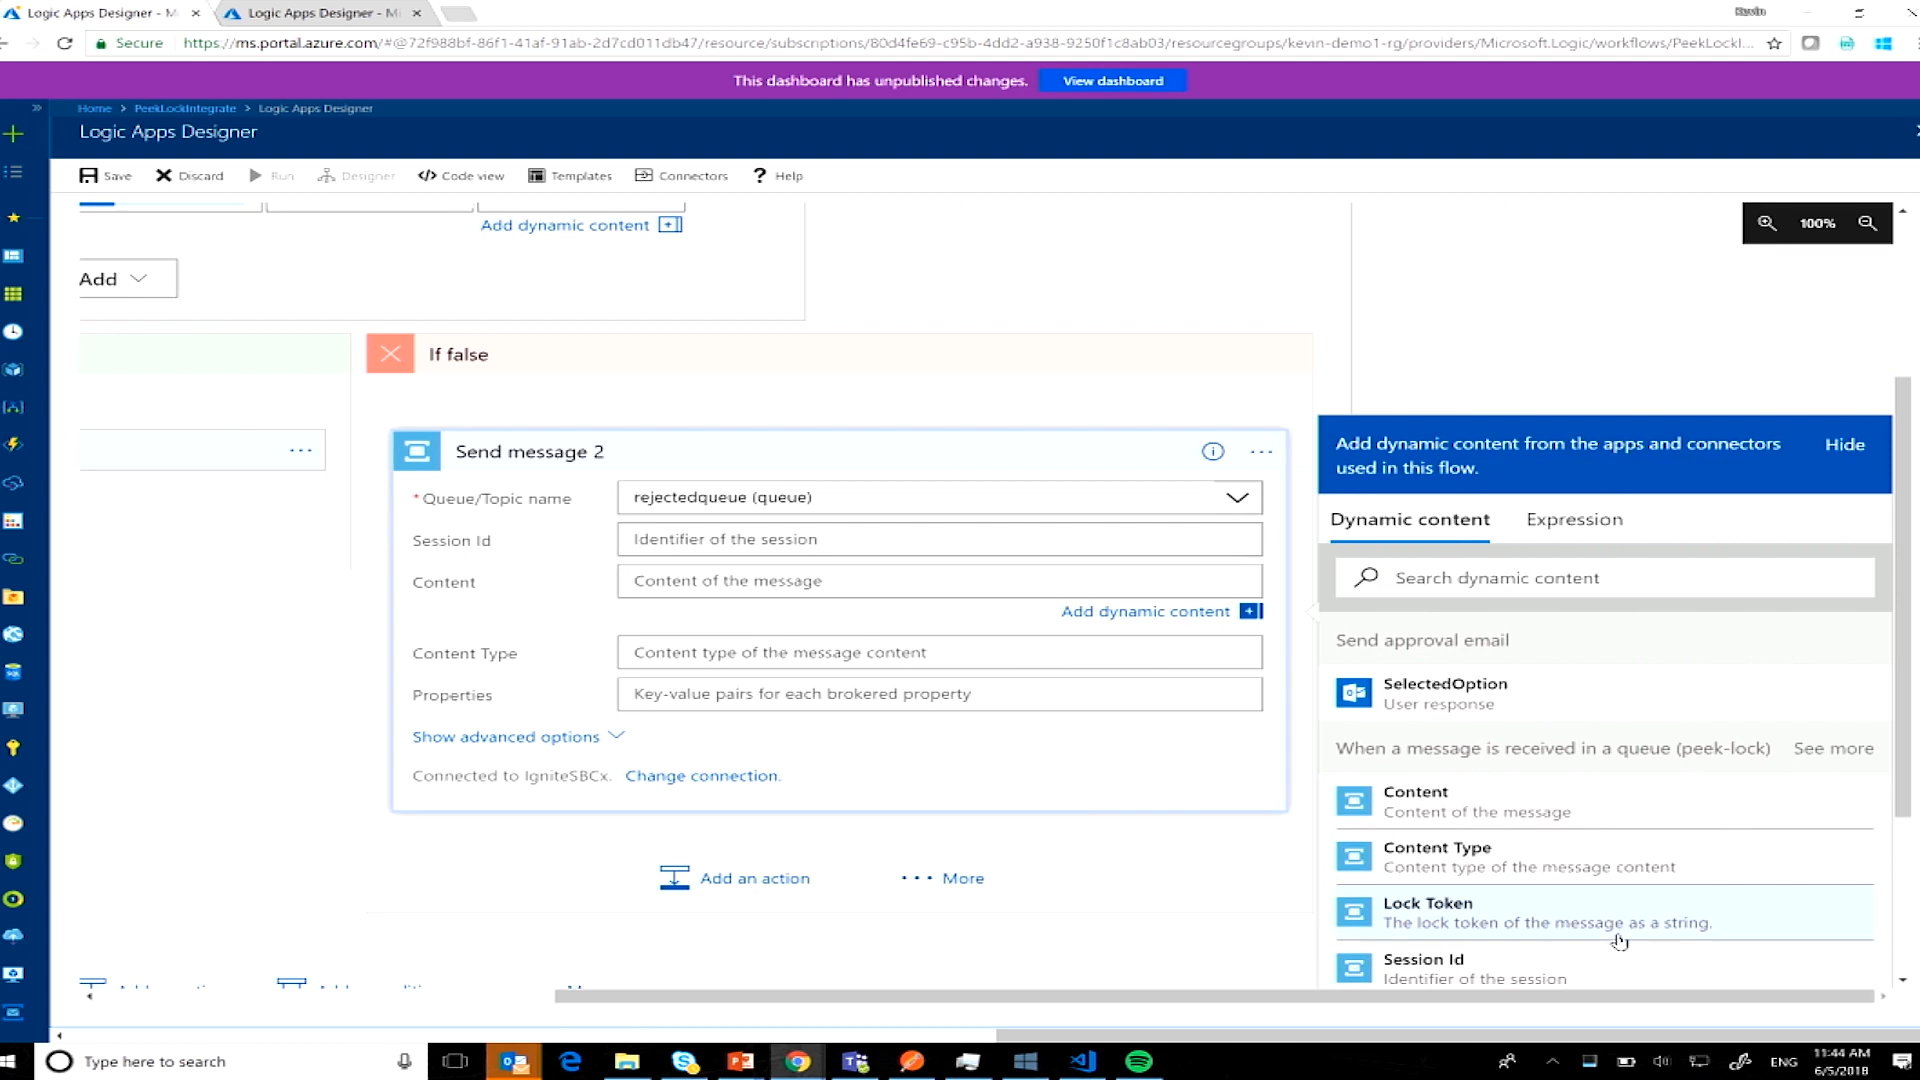 Logic Apps Designer - M
Logic Apps Designer - Mi
Kevin
Secure
https://ms.portal.azure.com/#@72f988bf-86f1-41af-91ab-2d7cd011db47/resource/subscriptions/80d4fe69-c95b-4dd2-a938-9250f1c8ab03/resourcegroups/kevin-demo1-rg/providers/Microsoft.Logic/workflows/PeekLockI...
This dashboard has unpublished changes.
View dashboard
Home > PeekLockIntegrate > Logic Apps Designer
Logic Apps Designer
Save
Discard
Run
Designer
Code view
Templates
Connectors
? Help
Add dynamic content
100%
Add
If false
Send message 2
* Queue/Topic name
rejectedqueue (queue)
Session Id
Identifier of the session
Content
Content of the message
Add dynamic content
Content Type
Content type of the message content
Properties
Key-value pairs for each brokered property
Show advanced options
Connected to IgniteSBCx. Change connection.
Add an action
... More
Add dynamic content from the apps and connectors
used in this flow.
Hide
Dynamic content
Expression
Search dynamic content
Send approval email
SelectedOption
User response
When a message is received in a queue (peek-lock)
See more
Content
Content of the message
Content Type
Content type of the message content
Lock Token
The lock token of the message as a string.
Session Id
Identifier of the session
Type here to search
ENG
11:44 AM
6/5/2018